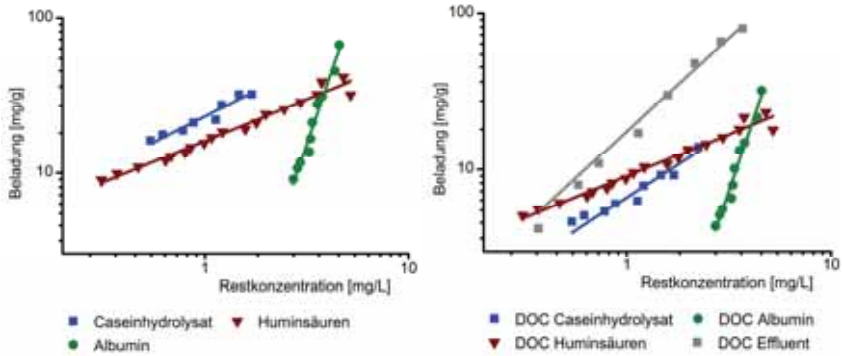 100
10
Beladung [mg/g]
1
10
Restkonzentration [mg/L]
Caseinhydrolysat
Huminsäuren
Albumin
100
10
Beladung [mg/g]
1
10
Restkonzentration [mg/L]
DOC Caseinhydrolysat
DOC Albumin
DOC Huminsäuren
DOC Effluent